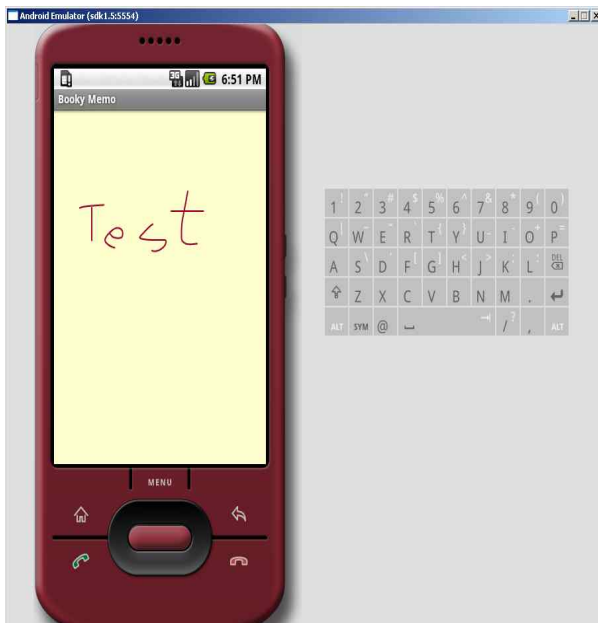 Android Emulator (sdk1.5:5554)
3G 6:51 PM
Booky Memo
Test
MENU
1 ! 2 3 # 4 $ 5 % 6 ^ 7 & 8 * 9 ( 0 )
Q | W ~ E " R ` T { Y } U _ I - O + P =
A S \ D ' F [ G ] H < J > K ; L : DEL
Z X C V B N M .
ALT SYM @ / ? , ALT